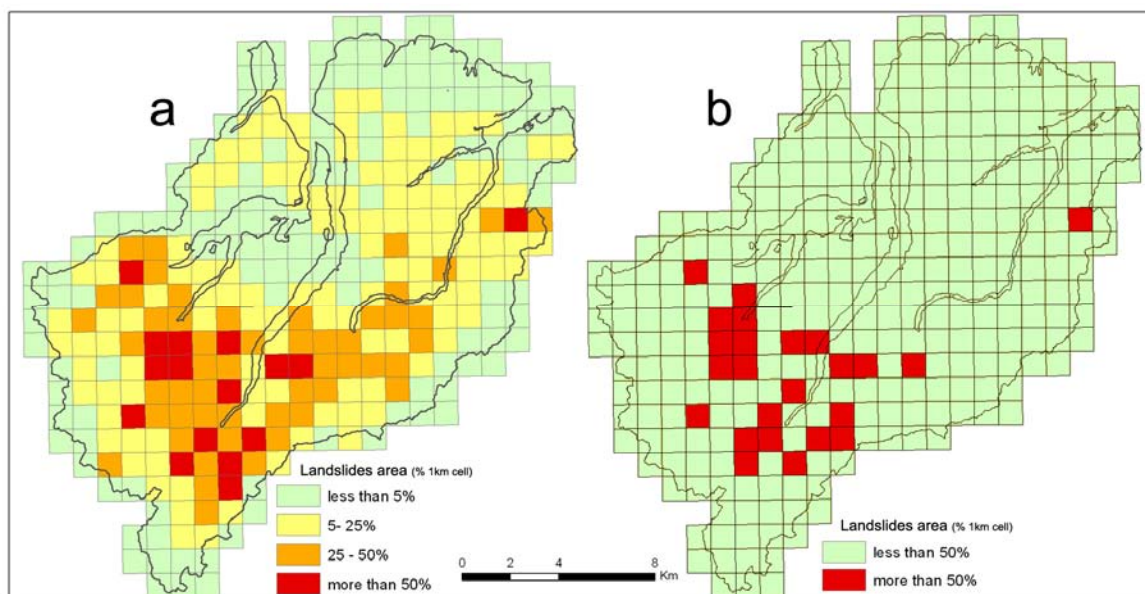 a
b
Landslides area (% 1km cell)
less than 5%
5- 25%
25 - 50%
more than 50%
0 2 4 8
Km
Landslides area (% 1km cell)
less than 50%
more than 50%